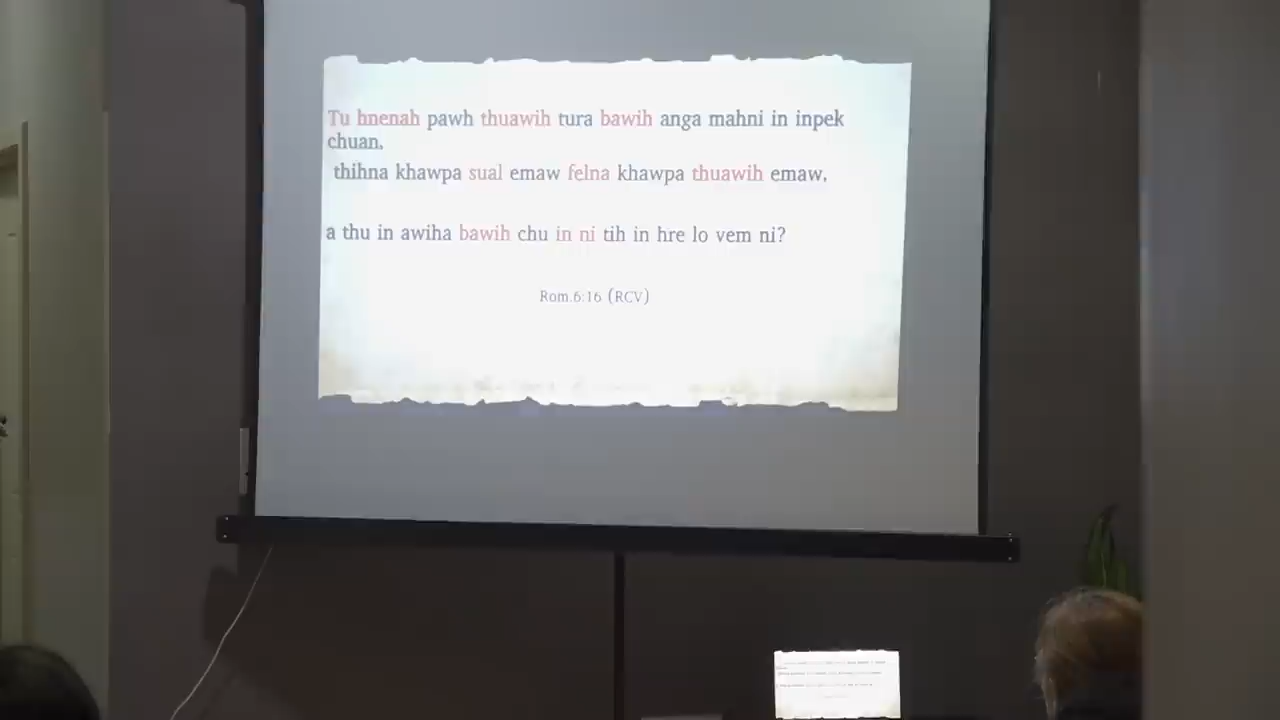 Tu hnenah pawh thuawih tura bawih anga mahni in inpek
chuan,
thihna khawpa sual emaw felna khawpa thuawih emaw,
a thu in awiha bawih chu in ni tih in hre lo vem ni?
Rom.6:16 (RCV)